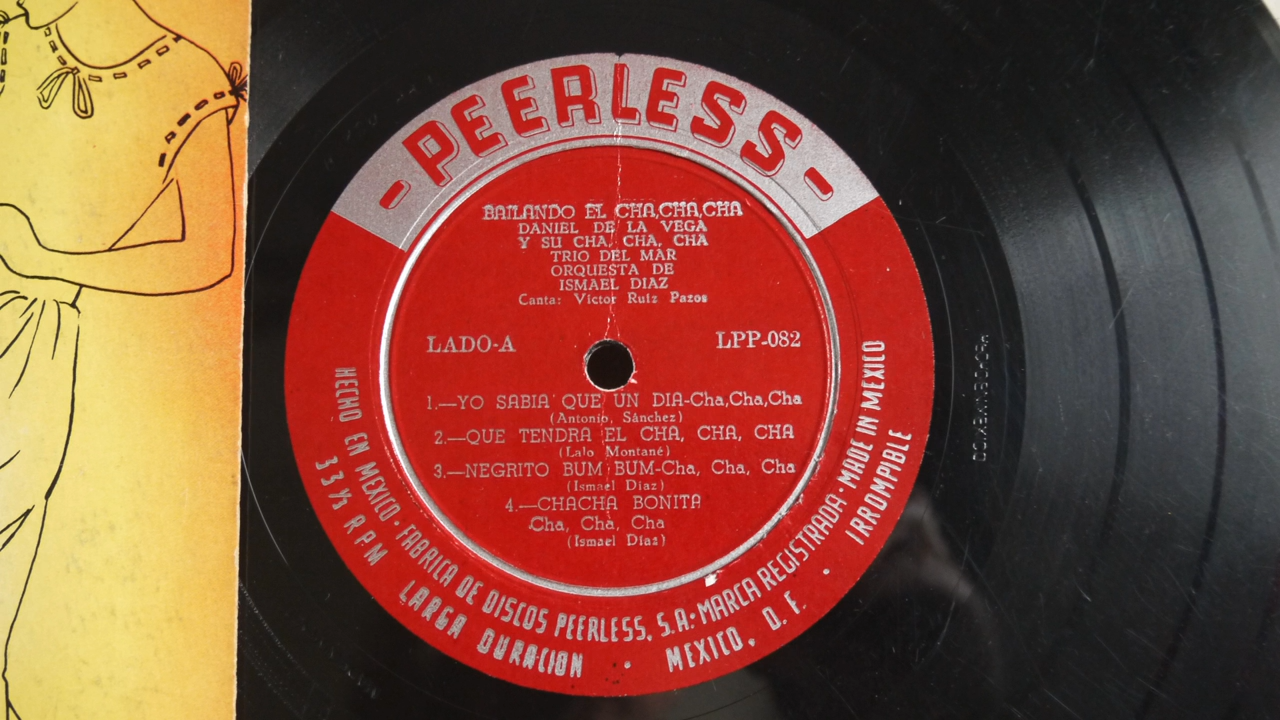 -PEERLESS-
BAILANDO EL CHA,CHA,CHA
DANIEL DE LA VEGA
Y SU CHA, CHA, CHA
TRIO DEL MAR
ORQUESTA DE
ISMAEL DIAZ
Canta: Victor Ruiz Pazos
LADO-A LPP-082
1.—YO SABIA QUE UN DIA-Cha,Cha,Cha
(Antonio Sánchez)
2.—QUE TENDRA EL CHA, CHA, CHA
(Lalo Montané)
3.—NEGRITO BUM BUM-Cha, Cha, Cha
(Ismael Díaz)
4.—CHACHA BONITA
Cha, Cha, Cha
(Ismael Díaz)
HECHO EN MEXICO · FABRICA DE DISCOS PEERLESS, S.A. · MARCA REGISTRADA · MADE IN MEXICO
33⅓ RPM LARGA DURACION · MEXICO, D. F. · IRROMPIBLE